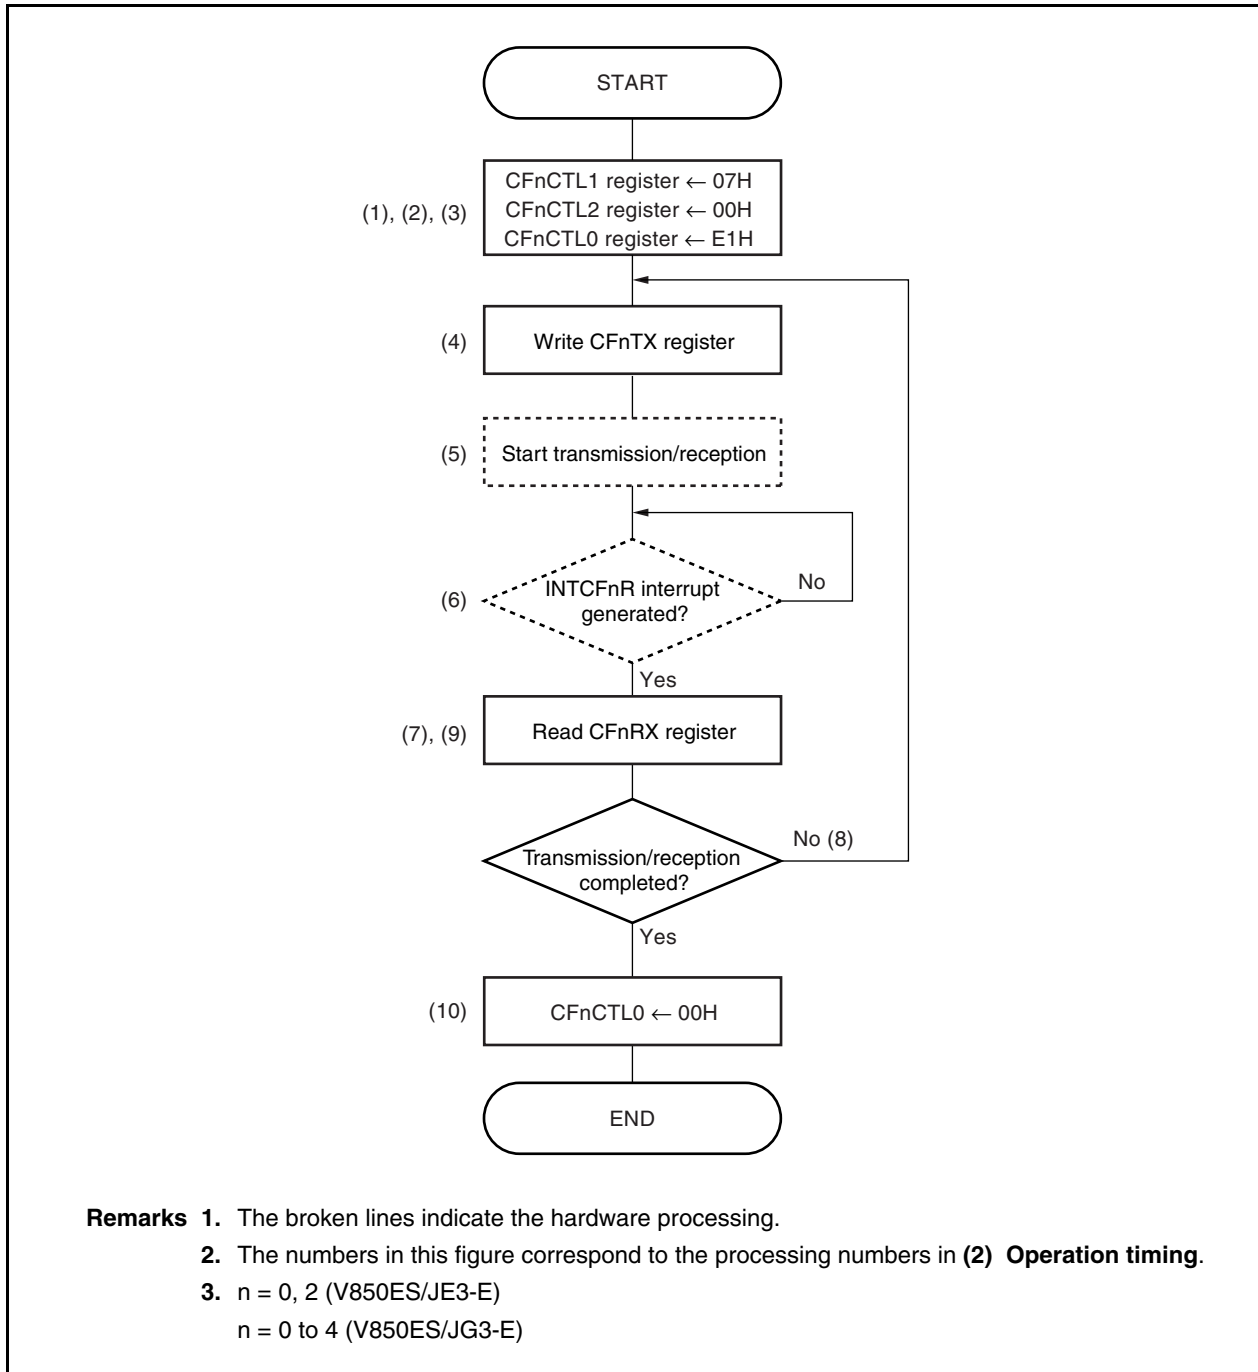 START
(1), (2), (3)
CFnCTL1 register ← 07H
CFnCTL2 register ← 00H
CFnCTL0 register ← E1H
(4)
Write CFnTX register
(5)
Start transmission/reception
(6)
INTCFnR interrupt
generated?
No
Yes
(7), (9)
Read CFnRX register
Transmission/reception
completed?
No (8)
Yes
(10)
CFnCTL0 ← 00H
END
Remarks 1. The broken lines indicate the hardware processing.
2. The numbers in this figure correspond to the processing numbers in (2) Operation timing.
3. n = 0, 2 (V850ES/JE3-E)
n = 0 to 4 (V850ES/JG3-E)